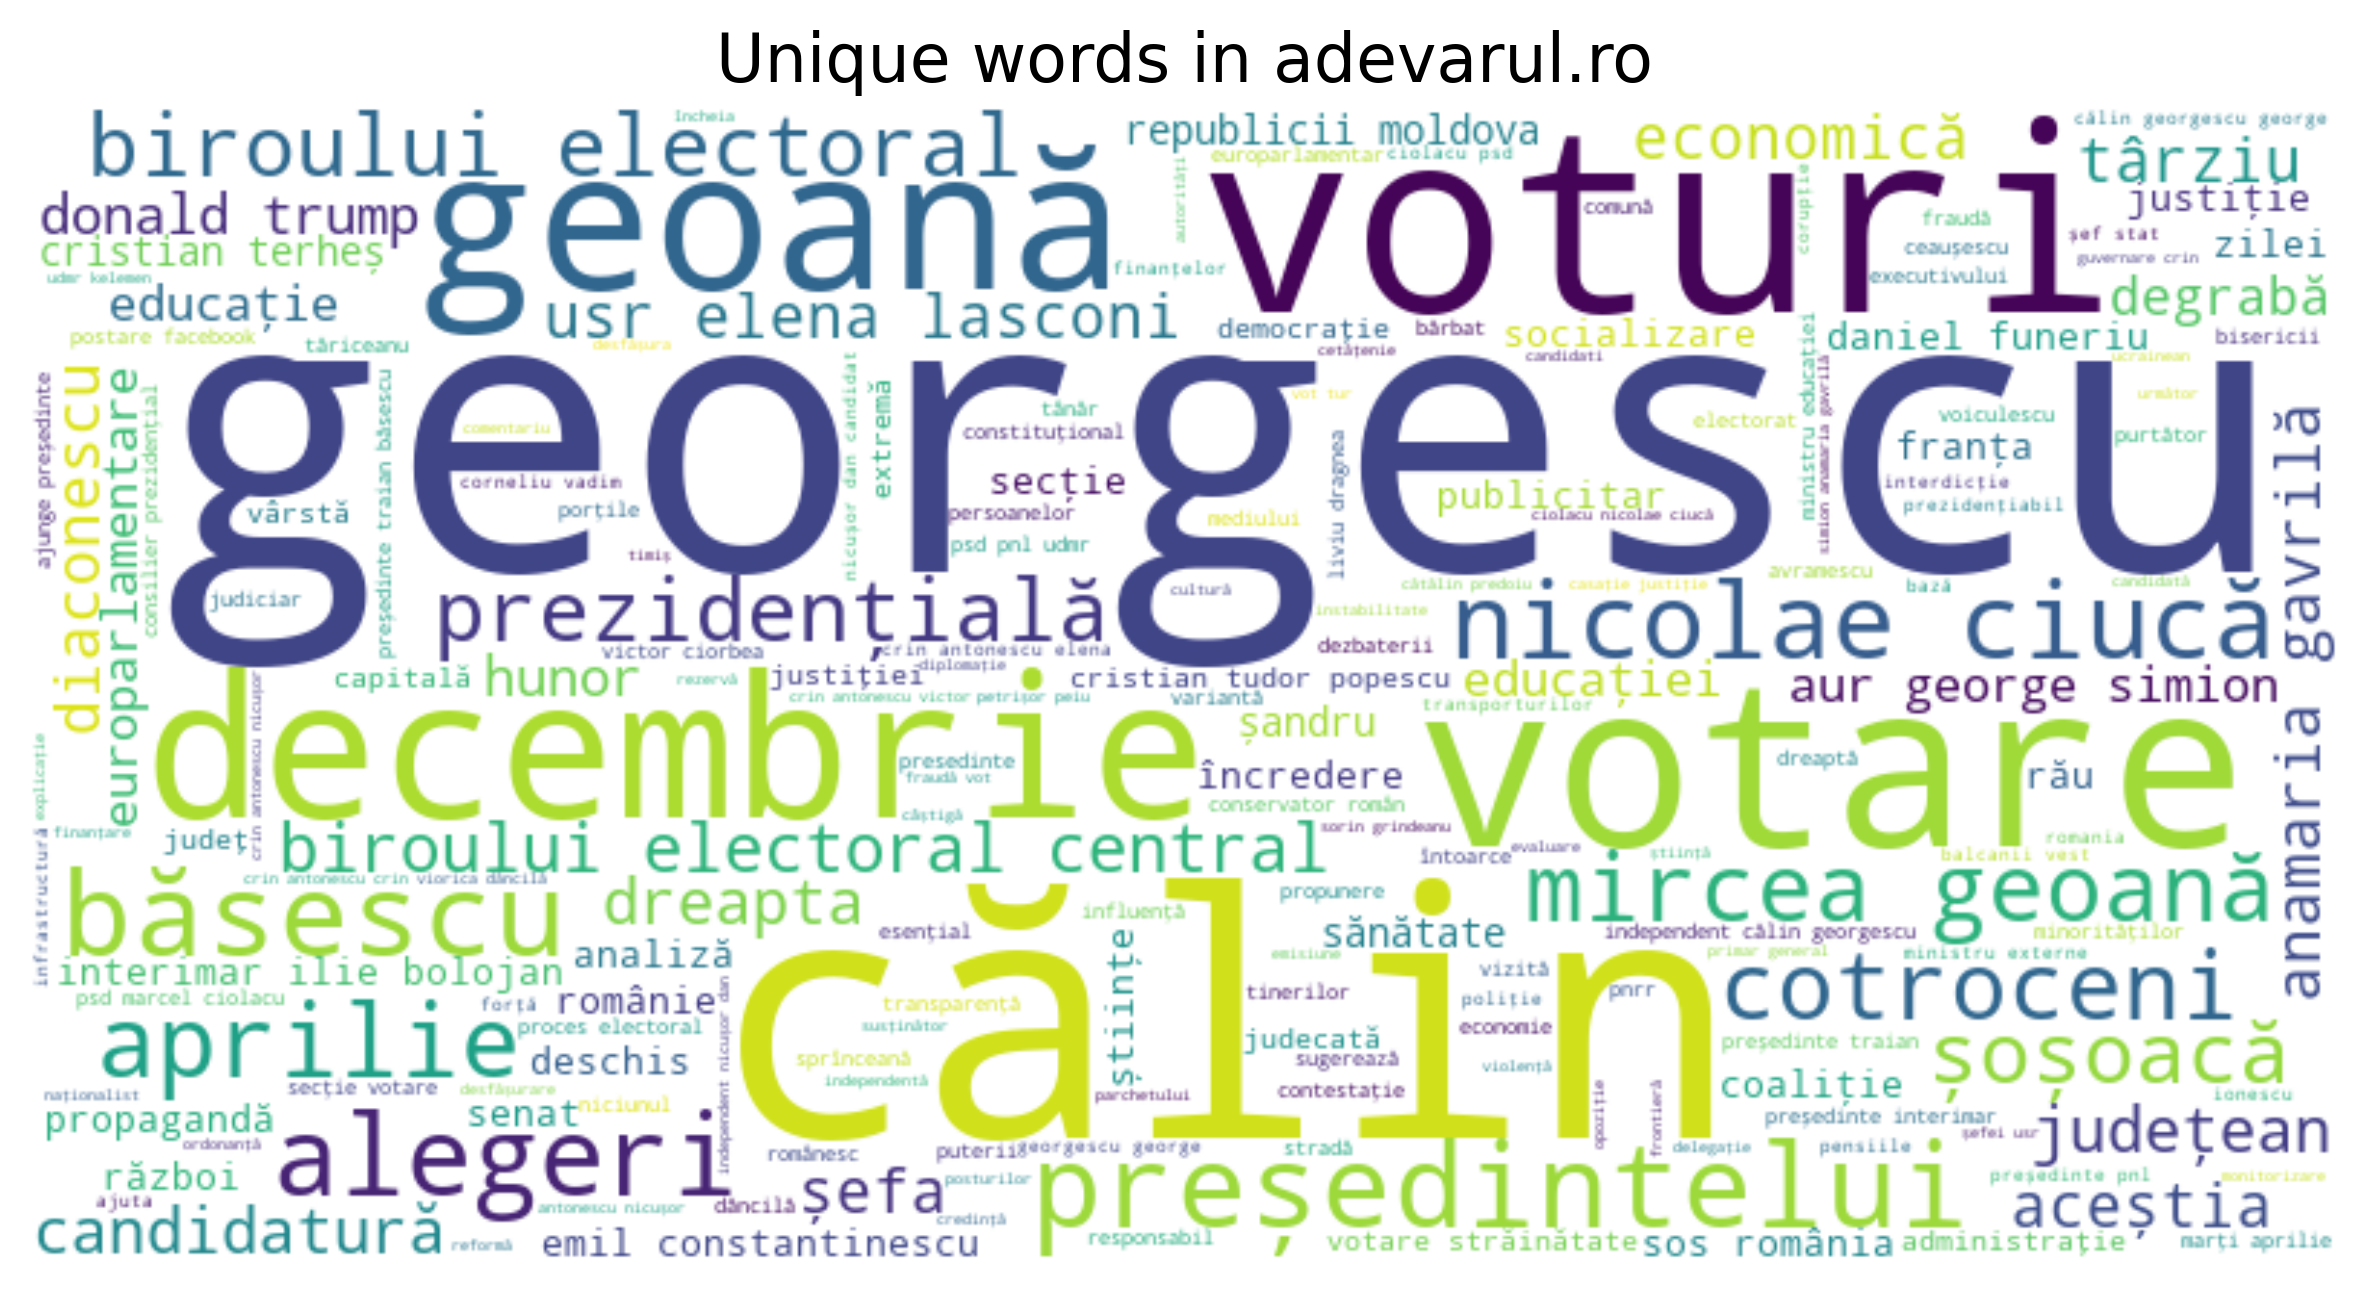 Unique words in adevarul.ro
încheia
biroului electoral
republicii moldova
economică
călin georgescu george
târziu
europarlamentar
ciolacu psd
autorități
corupție
donald trump
geoană
voturi
comună
justiție
fraudă
șef stat
zilei
ceaușescu
guvernare crin
cristian terheș
udmr kelemen
finanțelor
executivului
educație
usr elena lasconi
degrabă
democrație
bărbat
socializare
daniel funeriu
bisericii
postare facebook
tăriceanu
desfășura
cetățenie
candidati
ucrainean
georgescu
ajunge președinte
diaconescu
europarlamentare
consilier prezidențial
președinte traian băsescu
nicușor dan candidat
extremă
comentariu
tânăr
constituțional
vot tur
liviu dragnea
electorat
ministru educației
simion anamaria gavrilă
voiculescu
următor
franța
purtător
anamaria gavrilă
corneliu vadim
secție
publicitar
interdicție
vârstă
porțile
persoanelor
mediului
ciolacu nicolae ciucă
prezidențiabil
timiș
psd pnl udmr
avramescu
judiciar
cultură
cătălin predoiu
casație justiție
bază
candidată
prezidențială
instabilitate
nicolae ciucă
dezbaterii
victor ciorbea
crin antonescu elena
diplomație
capitală
hunor
rezervă
justiției
cristian tudor popescu
educației
aur george simion
crin antonescu victor petrișor peiu
variantă
transporturilor
crin antonescu nicușor
decembrie
șandru
votare
presedinte
fraudă vot
încredere
dreaptă
rău
explicație
infrastructură
conservator român
câștigă
finanțare
județ
biroului electoral central
sorin grindeanu
romania
întoarce
evaluare
știință
balcanii vest
crin antonescu crin
viorica dăncilă
băsescu
dreapta
călin
propunere
mircea geoană
influență
esențial
sănătate
independent călin georgescu
minorităților
analiză
științe
emisiune
primar general
ministru externe
interimar ilie bolojan
vizită
cotroceni
psd marcel ciolacu
forță
românie
independent nicușor dan
transparență
tinerilor
poliție
pnrr
aprilie
proces electoral
susținător
economie
judecată
președinte traian
șoșoacă
deschis
sprînceană
sugerează
violență
independentă
secție votare
desfășurare
parchetului
contestație
coaliție
ionescu
naționalist
propagandă
senat
niciunul
opoziție
frontieră
președinte interimar
șefei usr
județean
ordonanță
alegeri
românesc
puterii
georgescu george
stradă
delegație
pensiile
război
președintelui
președinte pnl
monitorizare
ajuta
antonescu nicușor
dăncilă
șefa
posturilor
credință
aceștia
candidatură
reformă
emil constantinescu
responsabil
votare străinătate
sos românia
administrație
marți aprilie